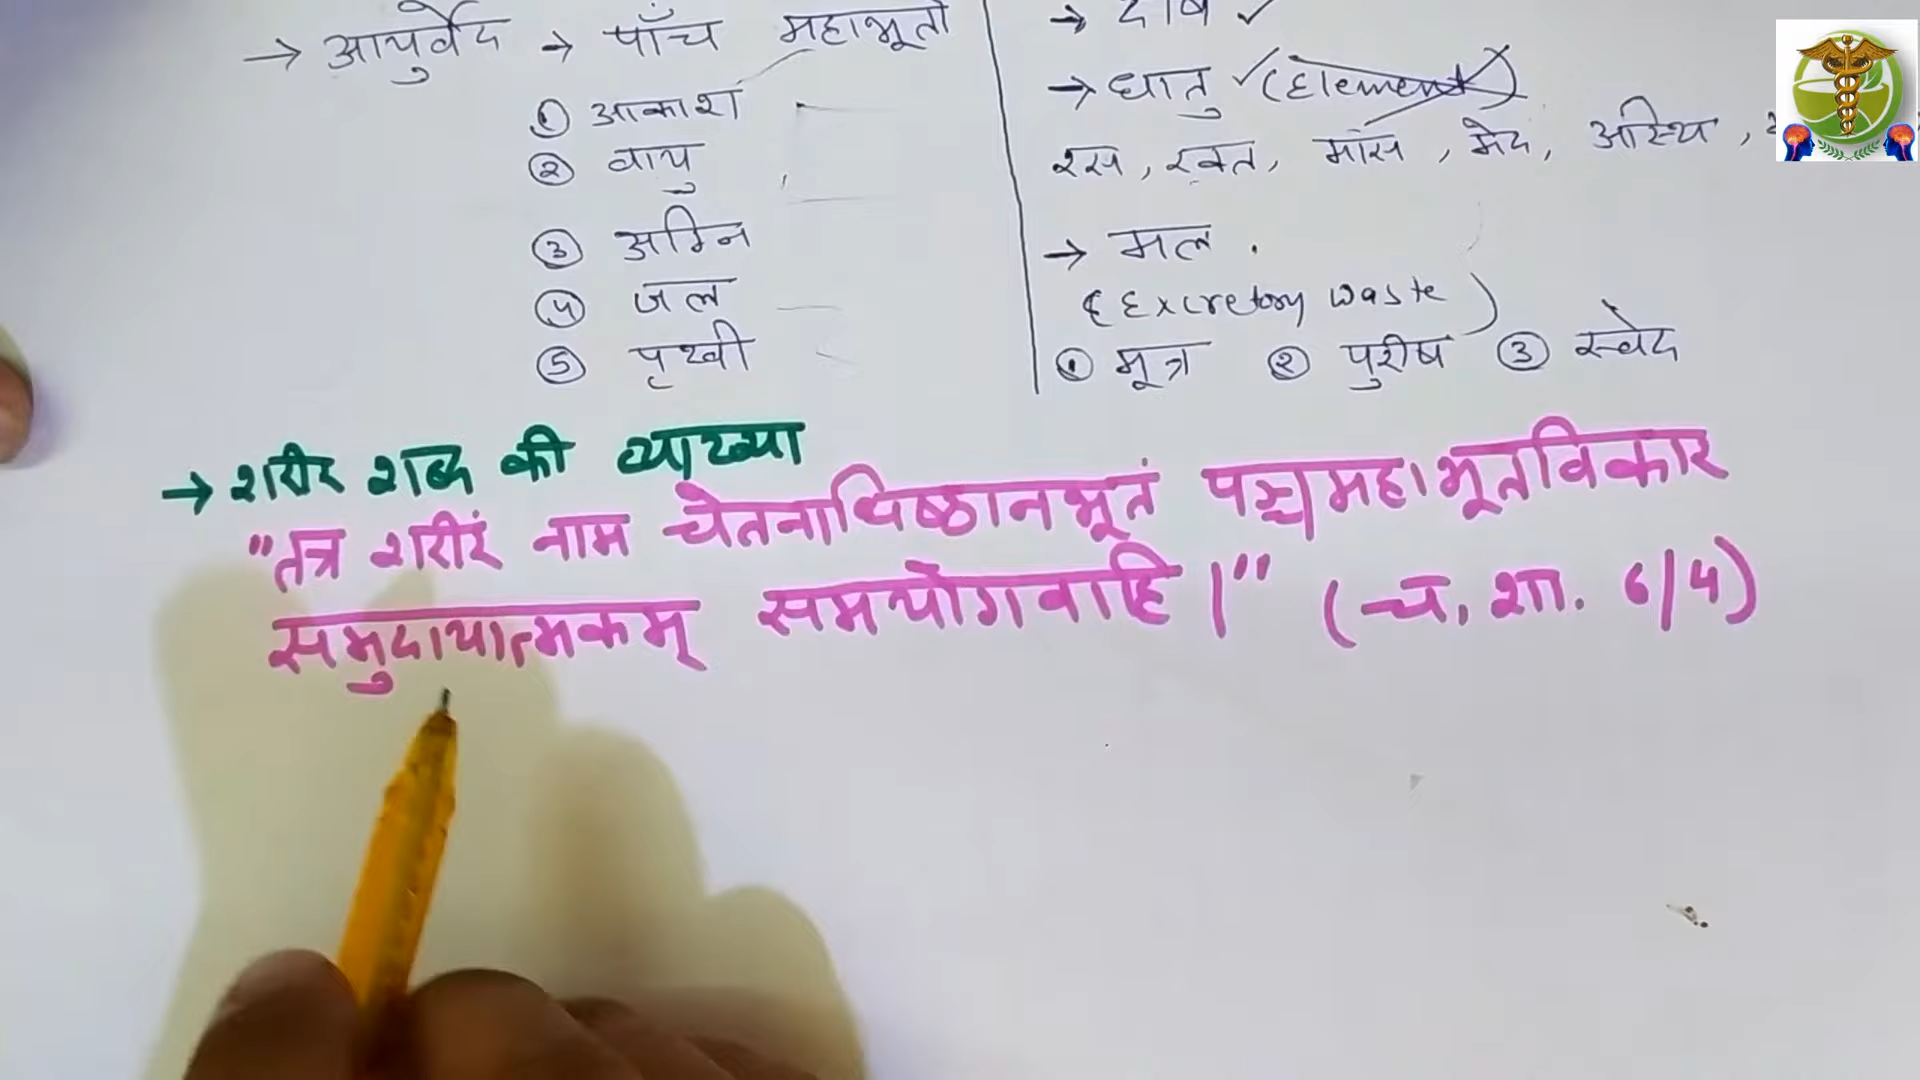 → आयुर्वेद → पाँच महाभूतो
① आकाश
② वायु
③ अग्नि
④ जल
⑤ पृथ्वी
→ दोष ✓
→ धातु ✓ (Element)
रस, रक्त, मांस, मेद, अस्थि,
→ मल .
(Excretory waste)
① मूत्र ② पुरीष ③ स्वेद
→ शरीर शब्द की व्याख्या
"तत्र शरीरं नाम चेतनाधिष्ठानभूतं पञ्चमहाभूतविकार
समुदायात्मकम् समयोगवाहि।" (च. शा. 6/4)